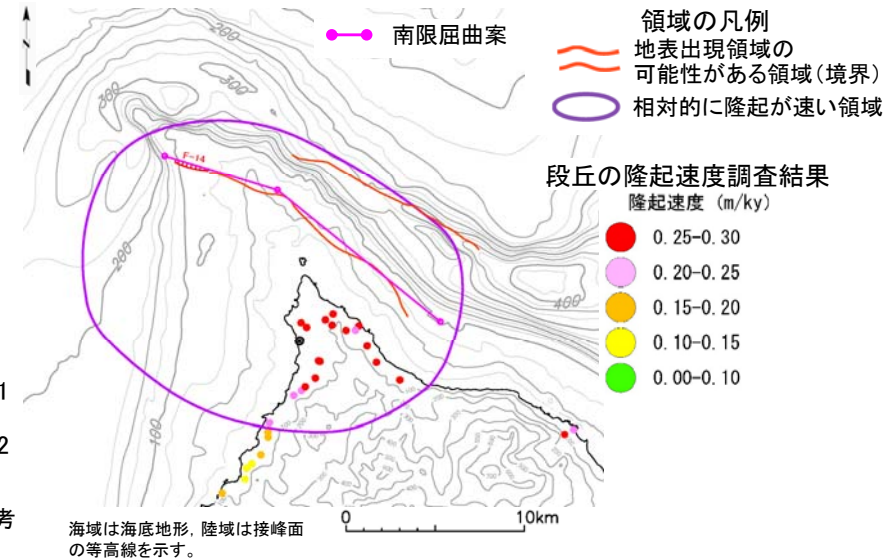 南限屈曲案
領域の凡例
地表出現領域の
可能性がある領域(境界)
相対的に隆起が速い領域
段丘の隆起速度調査結果
隆起速度 (m/ky)
0.25-0.30
0.20-0.25
0.15-0.20
0.10-0.15
0.00-0.10
200
300
300
F-14
200
400
100
1
2
考
海域は海底地形, 陸域は接峰面
の等高線を示す。
0
10km